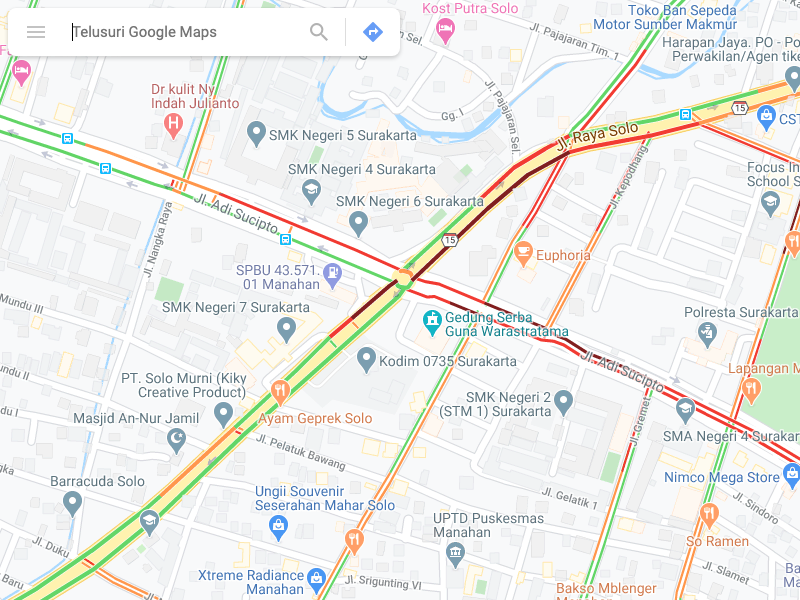 Telusuri Google Maps
Kost Putra Solo
Toko Ban Sepeda
Motor Sumber Makmur
Jl. Pajajaran Tim. 1
Harapan Jaya. PO - Po
Perwakilan/Agen tike
Dr kulit Ny
Indah Julianto
H
Gg. I
Jl. Pajajaran Sel.
15
CST
SMK Negeri 5 Surakarta
Jl. Raya Solo
SMK Negeri 4 Surakarta
Jl. Kepodhang
Focus In
School S
SMK Negeri 6 Surakarta
Jl. Adi Sucipto
Jl. Nangka Raya
15
Euphoria
SPBU 43.571.
01 Manahan
Mundu III
SMK Negeri 7 Surakarta
Gedung Serba
Guna Warastratama
Polresta Surakarta
Kodim 0735 Surakarta
Jl. Adi Sucipto
Lapangan M
PT. Solo Murni (Kiky
Creative Product)
SMK Negeri 2
(STM 1) Surakarta
Jl. Gremet
Masjid An-Nur Jamil
Ayam Geprek Solo
SMA Negeri 4 Surakar
Jl. Pelatuk Bawang
Barracuda Solo
Nimco Mega Store
Ungii Souvenir
Seserahan Mahar Solo
Jl. Gelatik 1
Jl. Sindoro
UPTD Puskesmas
Manahan
So Ramen
Jl. Duku
Jl. Slamet
Baru
Xtreme Radiance
Manahan
Jl. Srigunting VI
Bakso Mblenger
Ba